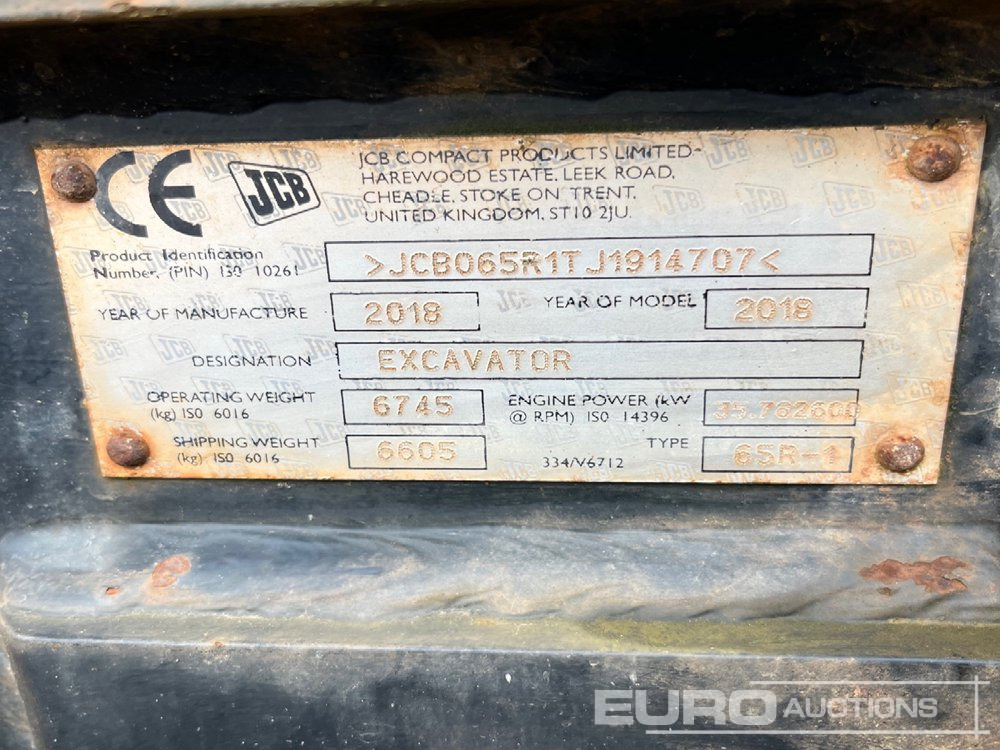 CE
JCB
JCB COMPACT PRODUCTS LIMITED
HAREWOOD ESTATE, LEEK ROAD,
CHEADLE, STOKE ON TRENT,
UNITED KINGDOM. ST10 2JU.
Product Identification
Number, (PIN) ISO 10261
>JCB065R1TJ1914707<
YEAR OF MANUFACTURE 2018 YEAR OF MODEL 2018
DESIGNATION EXCAVATOR
OPERATING WEIGHT
(kg) ISO 6016
6745
ENGINE POWER (kW
@ RPM) ISO 14396
SHIPPING WEIGHT
(kg) ISO 6016
6605
334/V6712
TYPE 65R-1
EURO AUCTIONS